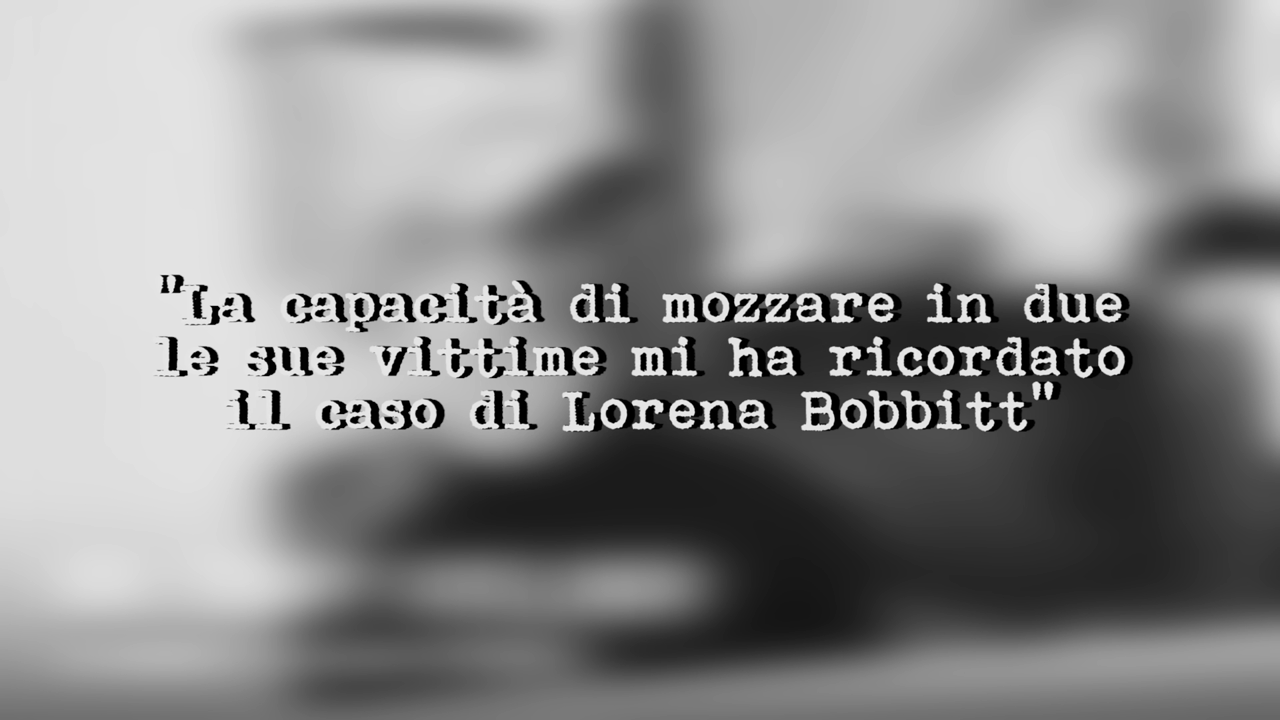 "La capacità di mozzare in due
le sue vittime mi ha ricordato
il caso di Lorena Bobbitt"